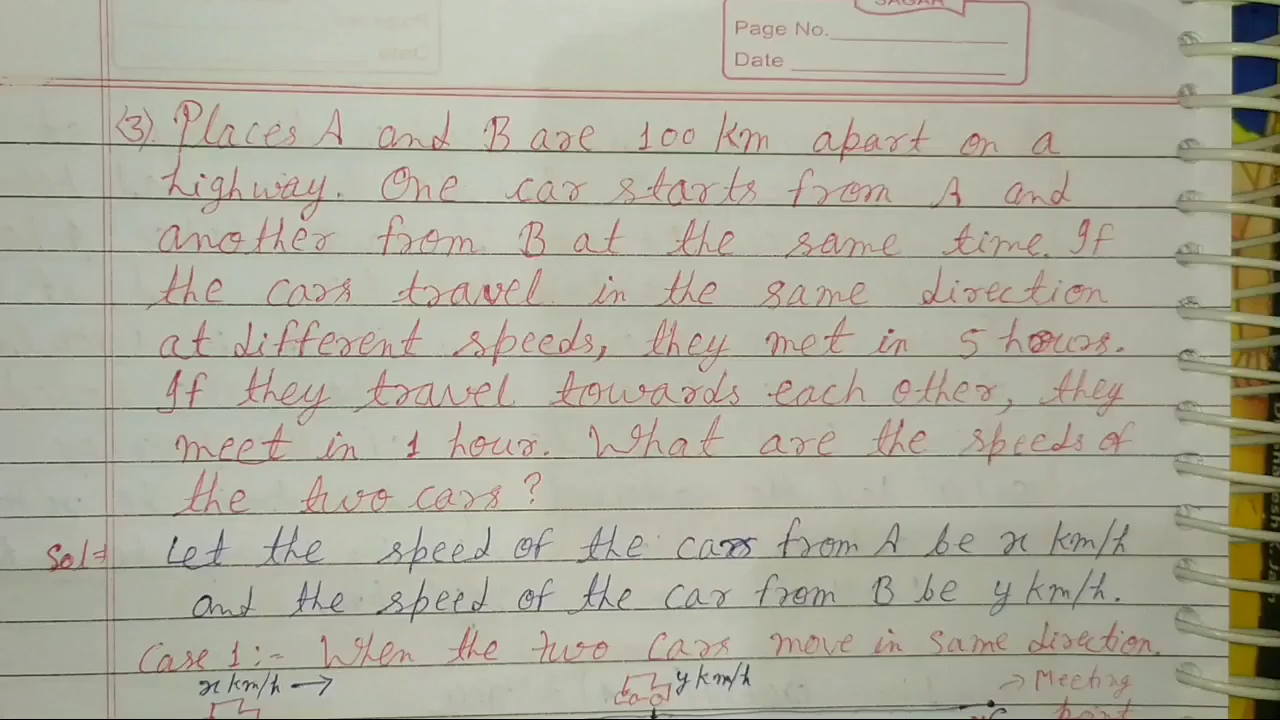 SAGAR
Page No.
Date
(3). Places A and B are 100 km apart on a
highway. One car starts from A and
another from B at the same time. If
the cars travel in the same direction
at different speeds, they met in 5 hours.
If they travel towards each other, they
meet in 1 hour. What are the speeds of
the two cars?
Sol⇒ Let the speed of the cars from A be x km/h
and the speed of the car from B be y km/h.
Case 1:- When the two cars move in same direction.
x km/h → y km/h → Meeting
point